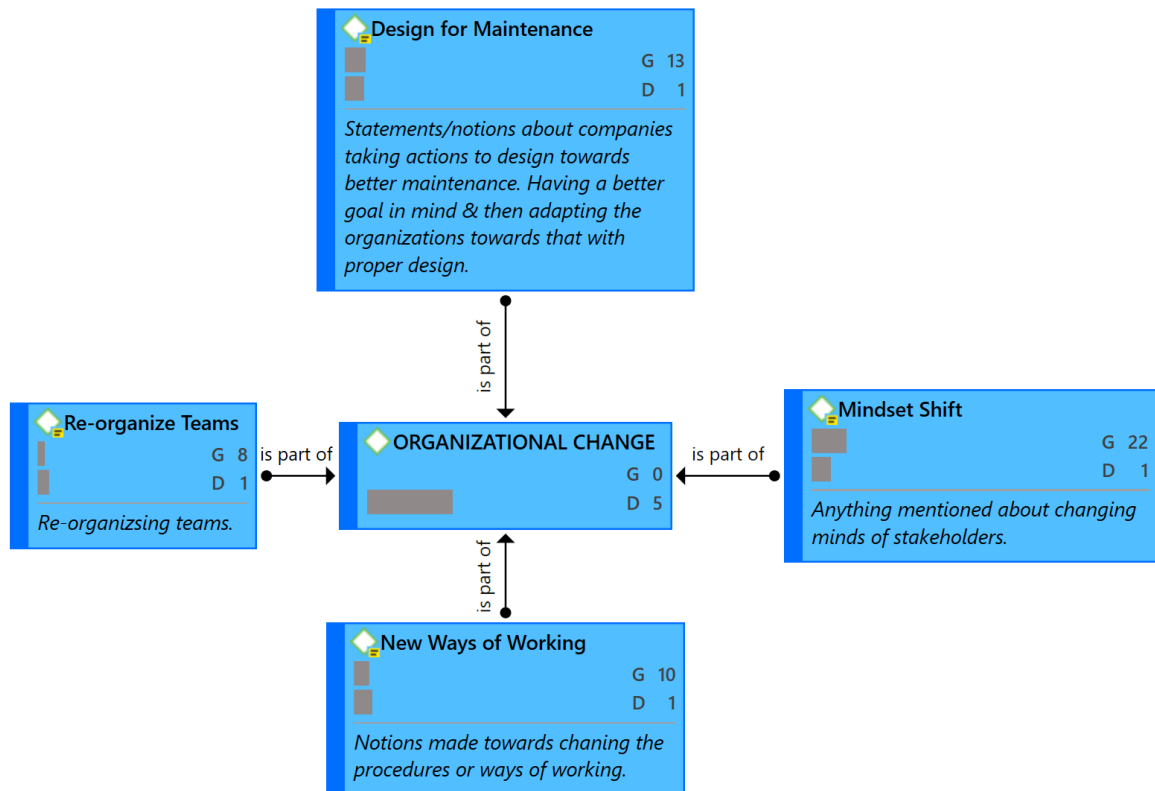 Design for Maintenance
G 13
D 1
Statements/notions about companies
taking actions to design towards
better maintenance. Having a better
goal in mind & then adapting the
organizations towards that with
proper design.
is part of
Re-organize Teams
G 8
D 1
Re-organizsing teams.
is part of
ORGANIZATIONAL CHANGE
G 0
D 5
is part of
Mindset Shift
G 22
D 1
Anything mentioned about changing
minds of stakeholders.
is part of
New Ways of Working
G 10
D 1
Notions made towards chaning the
procedures or ways of working.